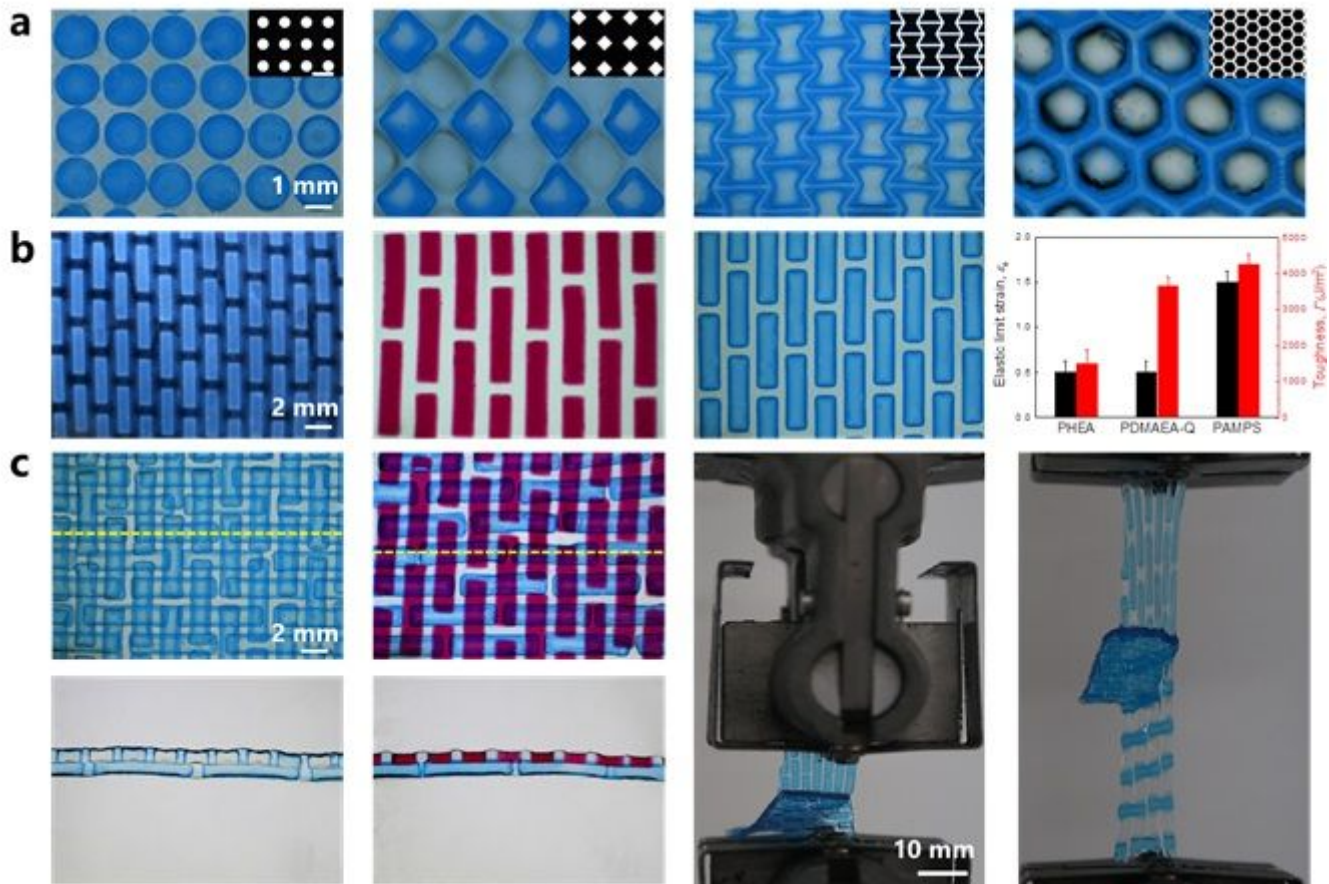 a
1 mm
b
2 mm
2.0
1.5
1.0
0.5
0.0
Elastic limit strain, εe
5000
4000
3000
2000
1000
0
Toughness, Γ (J/m²)
PHEA
PDMAEA-Q
PAMPS
c
2 mm
10 mm